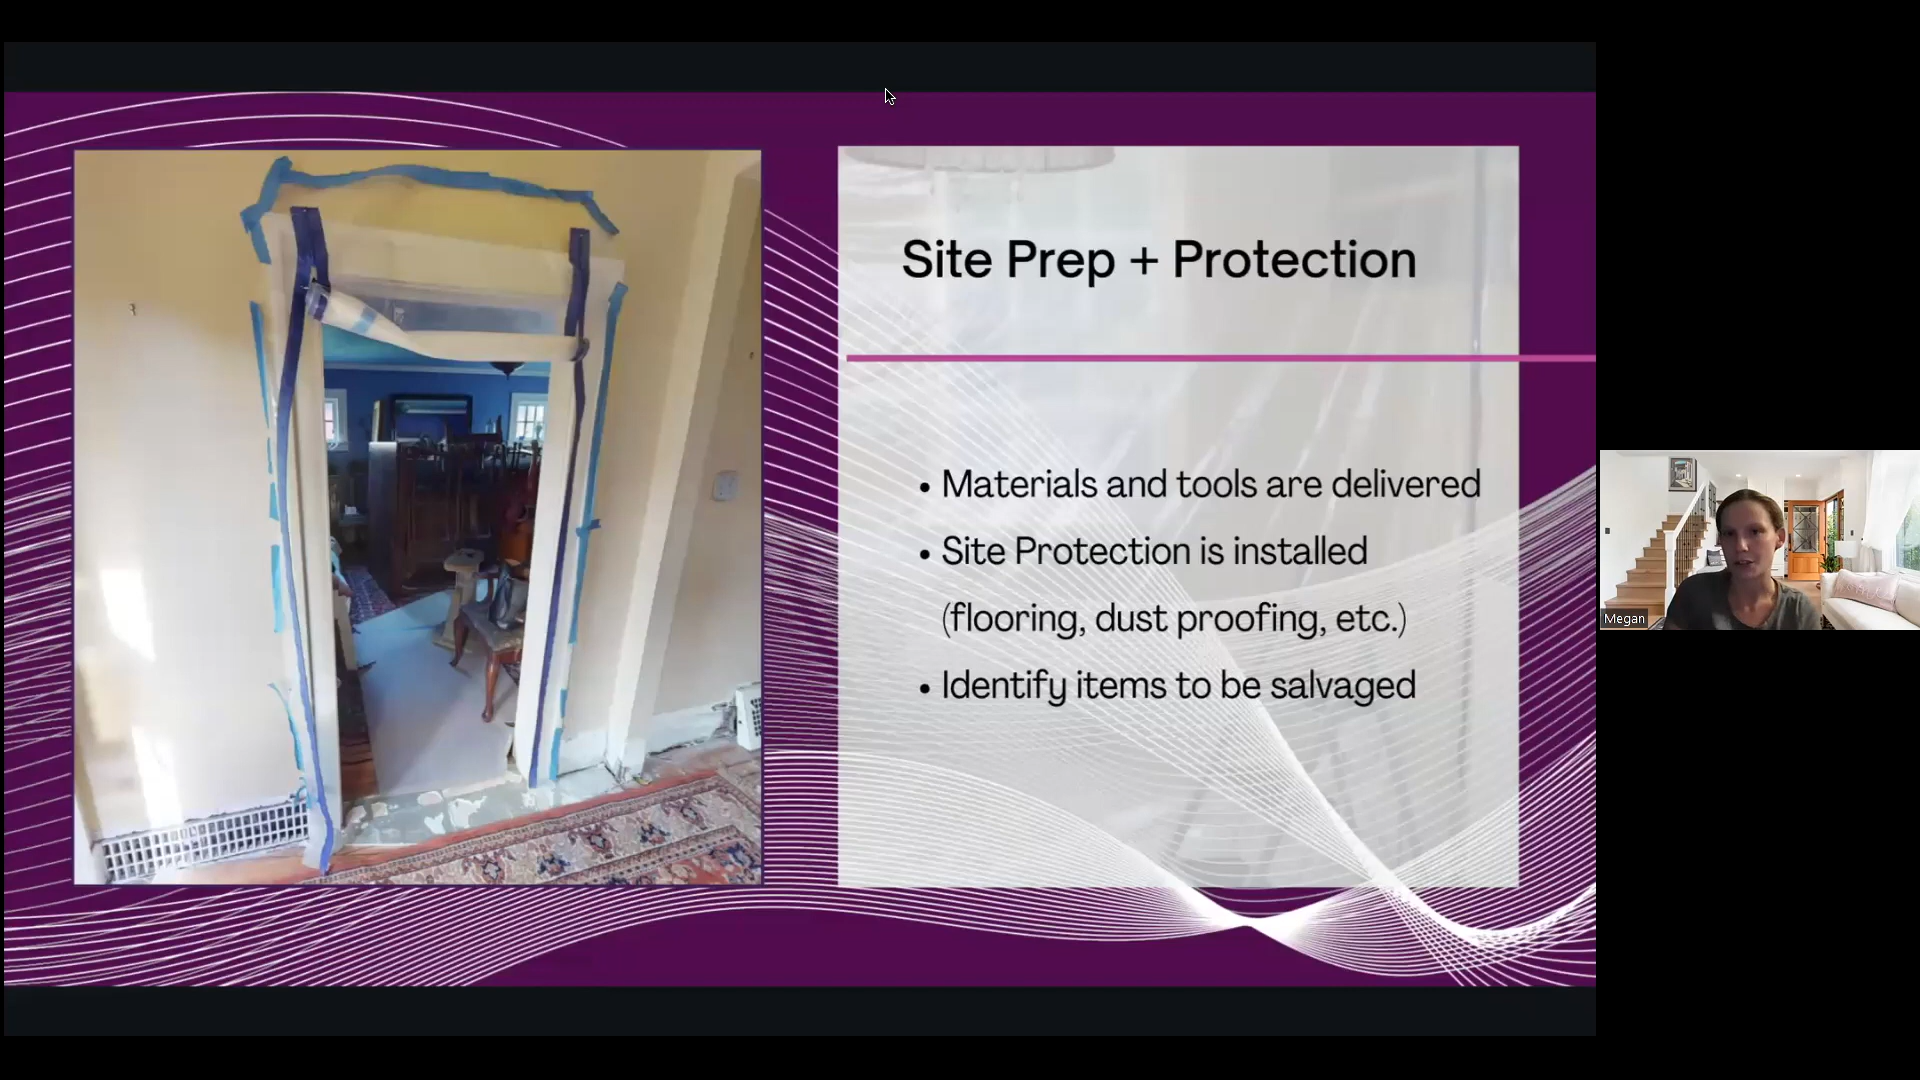 Site Prep + Protection
• Materials and tools are delivered
• Site Protection is installed
(flooring, dust proofing, etc.)
• Identify items to be salvaged
Megan